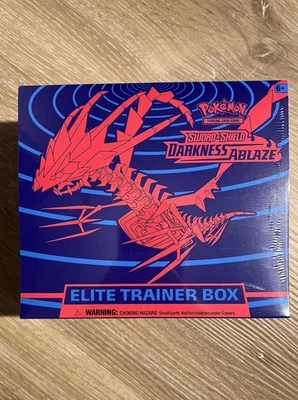 6+
POKÉMON
TRADING CARD GAME
SWORD & SHIELD
DARKNESS ABLAZE
ELITE TRAINER BOX
WARNING: CHOKING HAZARD - Small parts. Not for children under 3 years.